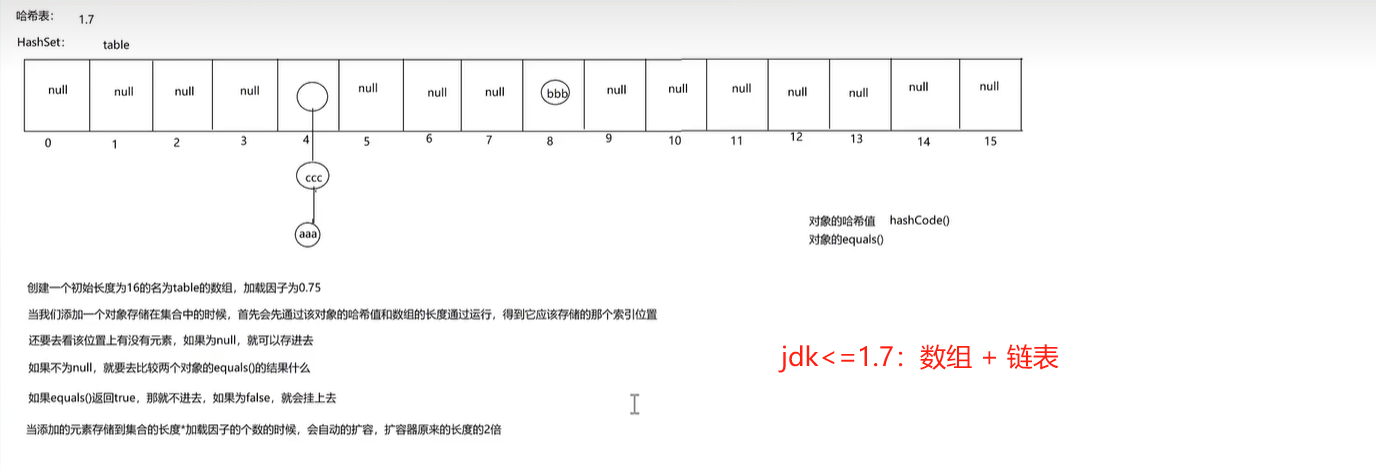 哈希表： 1.7
HashSet： table
null null null null null null null bbb null null null null null null null
0 1 2 3 4 5 6 7 8 9 10 11 12 13 14 15
ccc
aaa
对象的哈希值 hashCode()
对象的equals()
创建一个初始长度为16的名为table的数组，加载因子为0.75
当我们添加一个对象存储在集合中的时候，首先会先通过该对象的哈希值和数组的长度通过运行，得到它应该存储的那个索引位置
还要去看该位置上有没有元素，如果为null，就可以存进去
如果不为null，就要去比较两个对象的equals()的结果什么
如果equals()返回true，那就不进去，如果为false，就会挂上去
当添加的元素存储到集合的长度*加载因子的个数的时候，会自动的扩容，扩容器原来的长度的2倍
jdk<=1.7：数组 + 链表